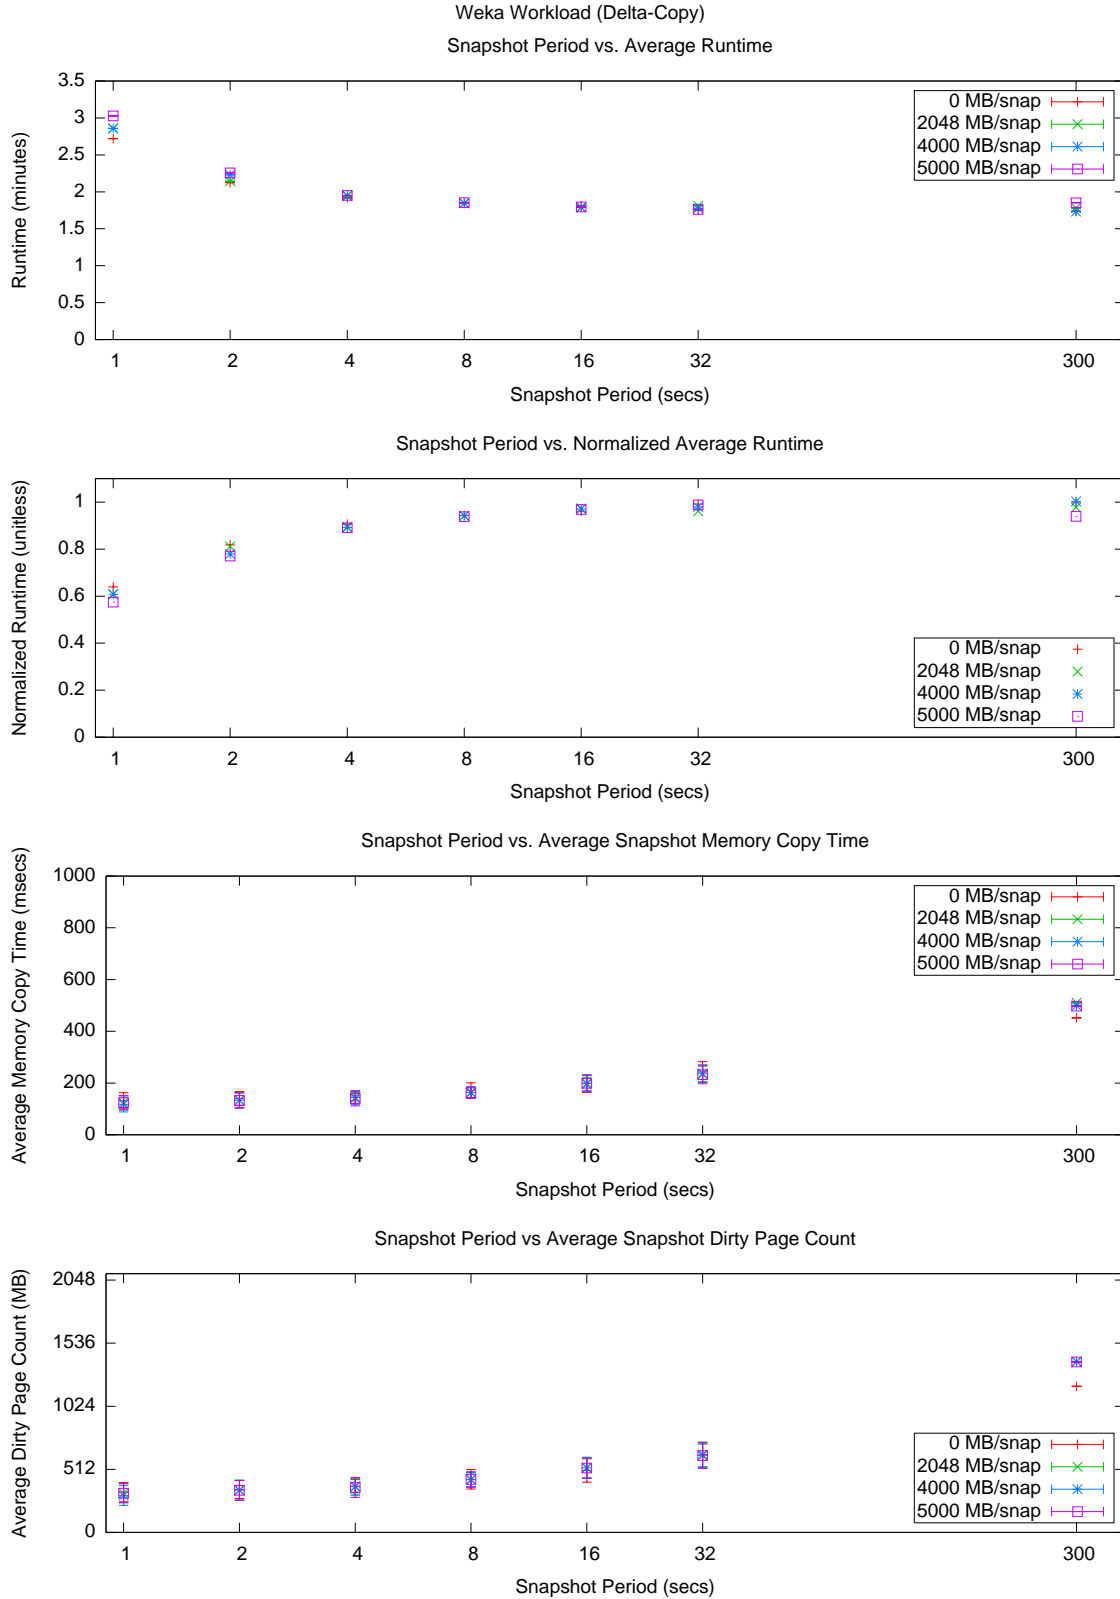 Weka Workload (Delta-Copy)
Snapshot Period vs. Average Runtime
Runtime (minutes)
3.5
3
2.5
2
1.5
1
0.5
0
0 MB/snap
2048 MB/snap
4000 MB/snap
5000 MB/snap
1 2 4 8 16 32 300
Snapshot Period (secs)
Snapshot Period vs. Normalized Average Runtime
Normalized Runtime (unitless)
1
0.8
0.6
0.4
0.2
0
0 MB/snap
2048 MB/snap
4000 MB/snap
5000 MB/snap
1 2 4 8 16 32 300
Snapshot Period (secs)
Snapshot Period vs. Average Snapshot Memory Copy Time
Average Memory Copy Time (msecs)
1000
800
600
400
200
0
0 MB/snap
2048 MB/snap
4000 MB/snap
5000 MB/snap
1 2 4 8 16 32 300
Snapshot Period (secs)
Snapshot Period vs Average Snapshot Dirty Page Count
Average Dirty Page Count (MB)
2048
1536
1024
512
0
0 MB/snap
2048 MB/snap
4000 MB/snap
5000 MB/snap
1 2 4 8 16 32 300
Snapshot Period (secs)